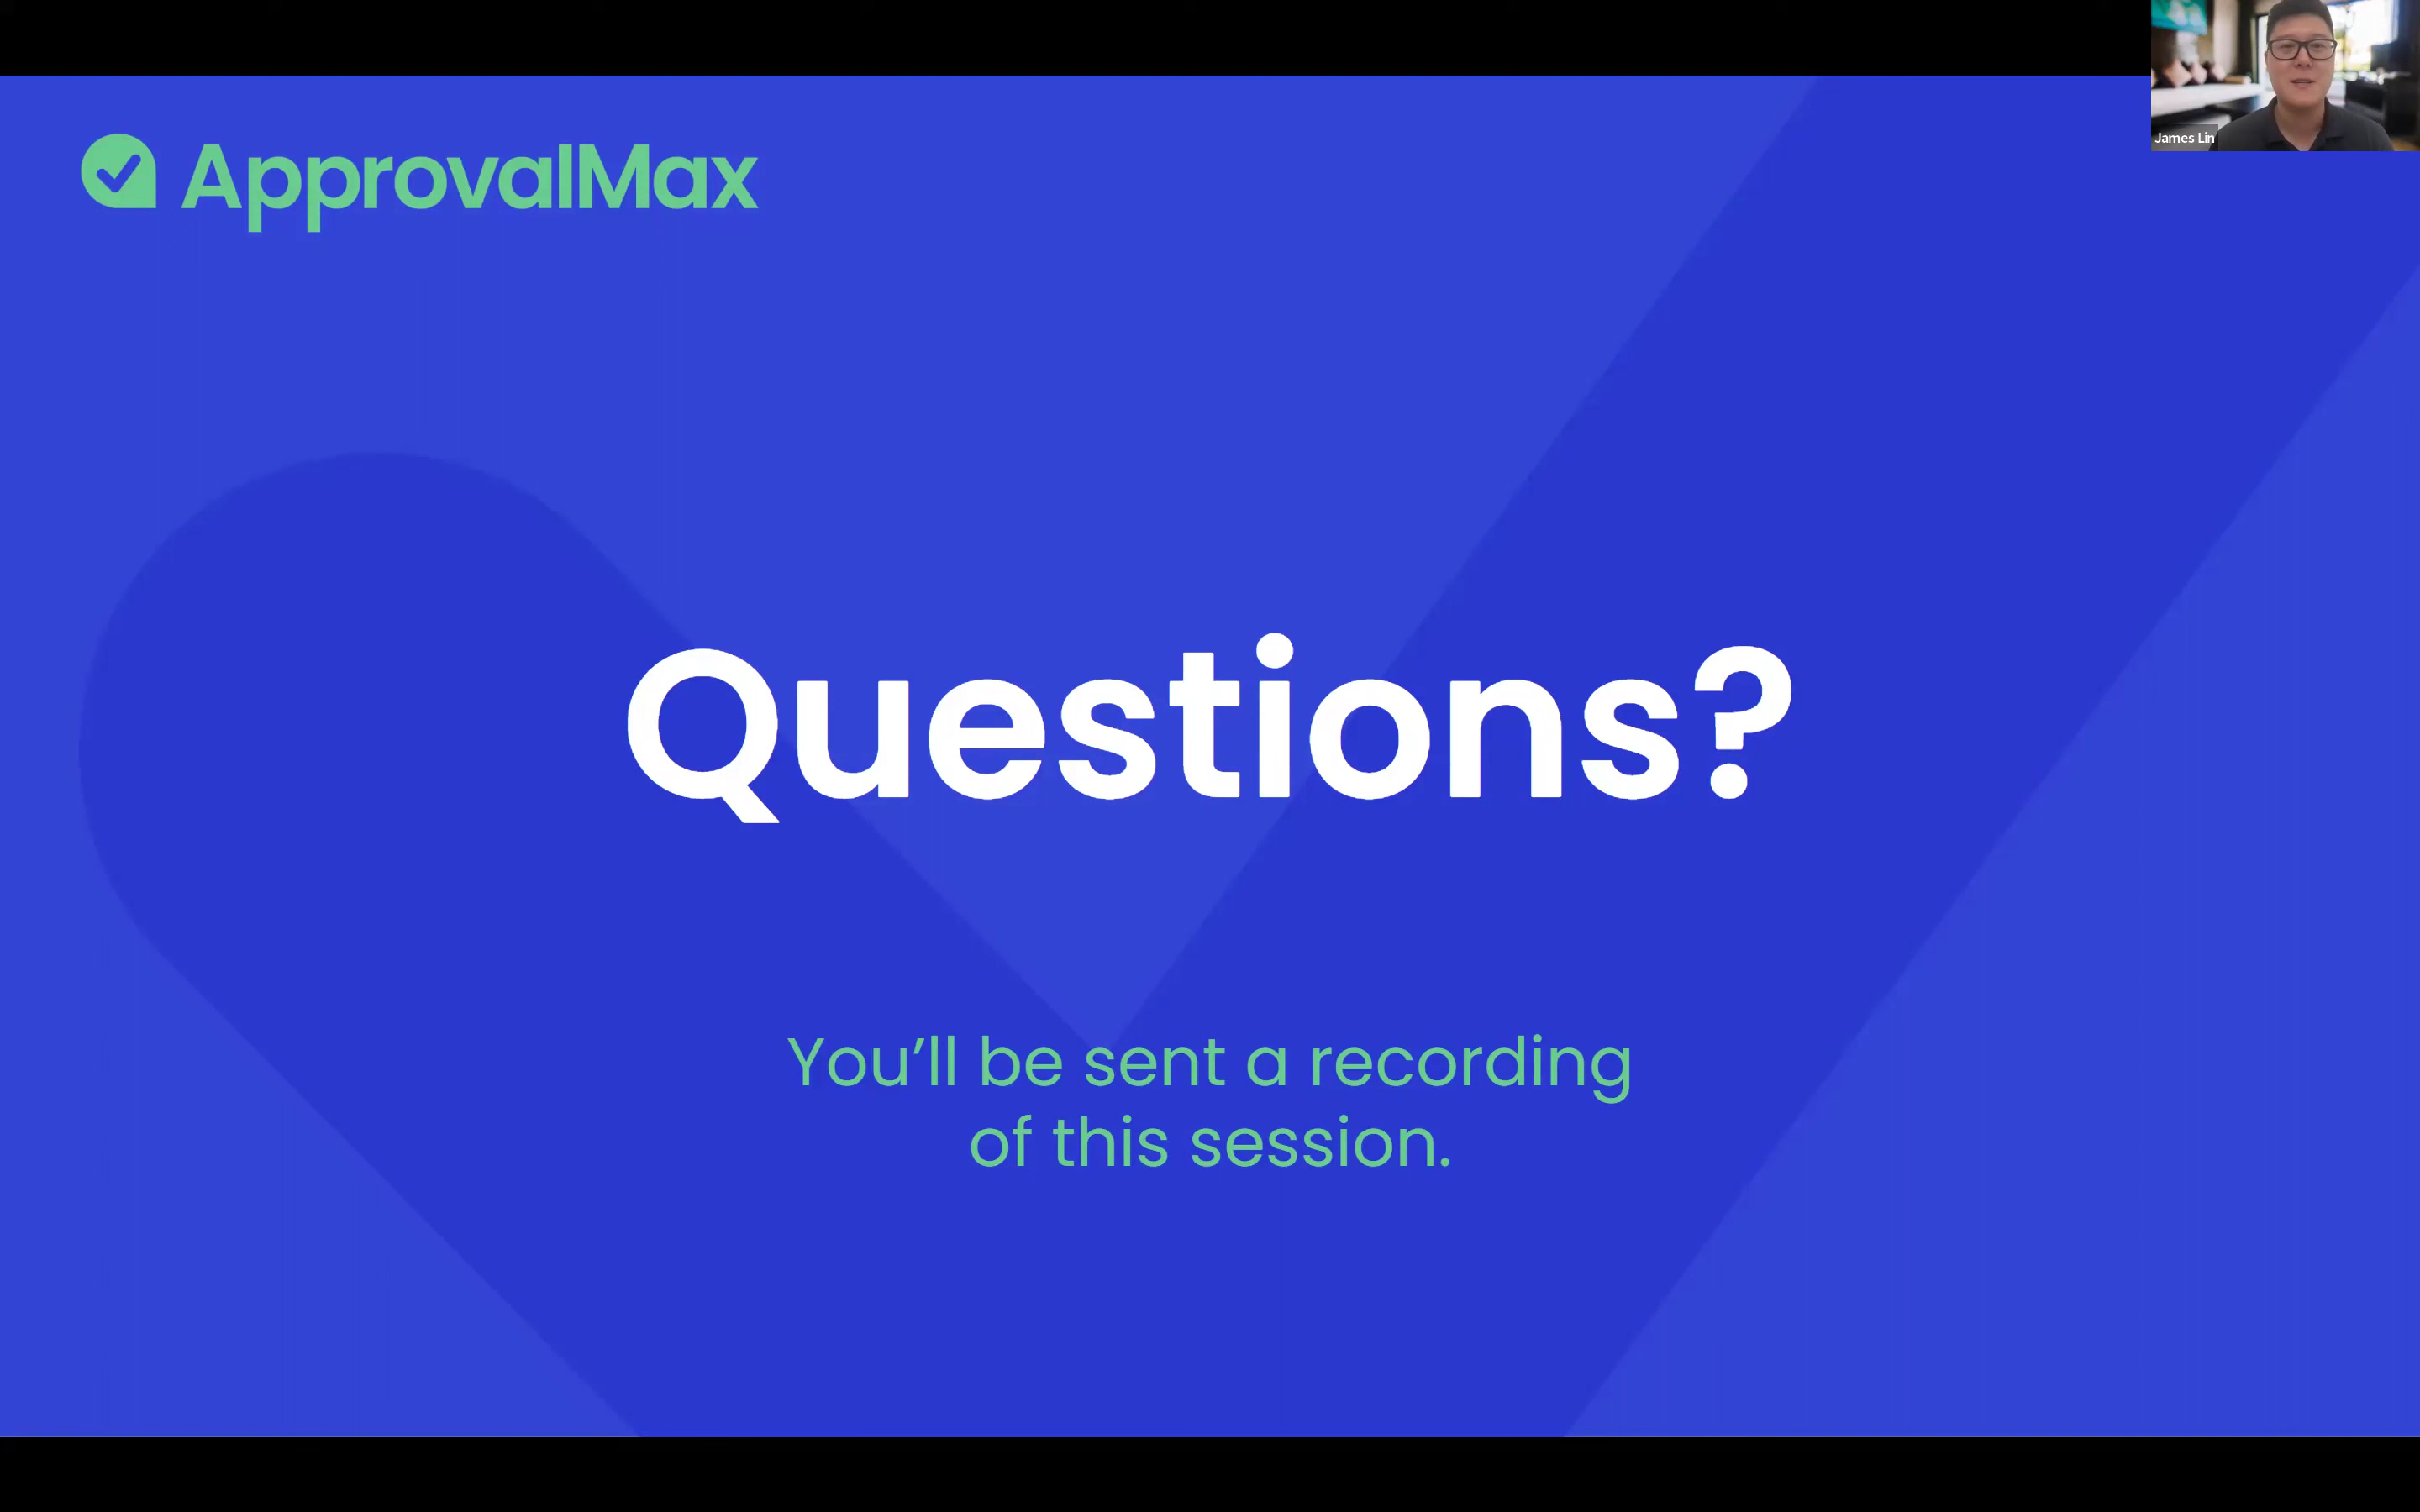 ApprovalMax
James Lin
Questions?
You’ll be sent a recording
of this session.